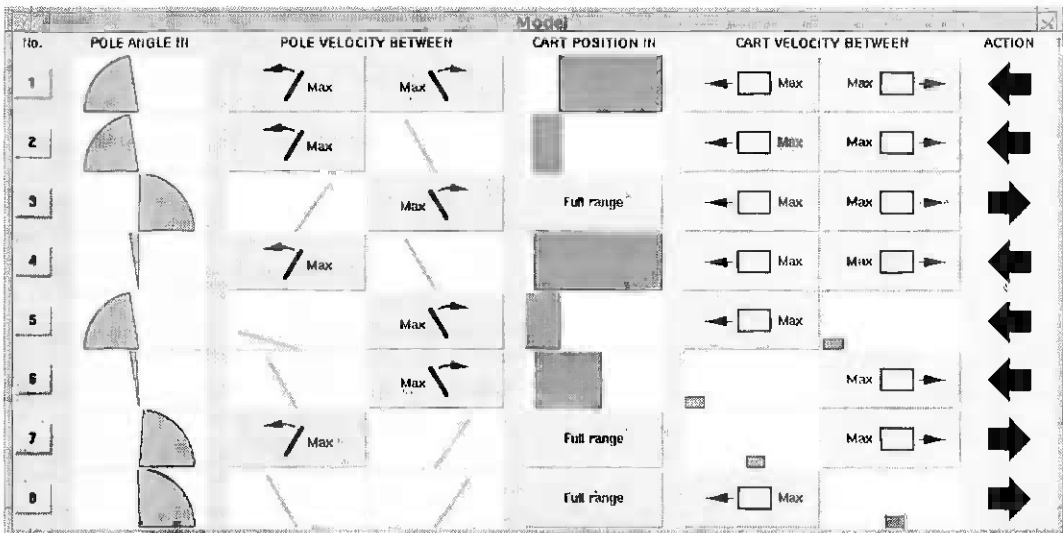 Model
No. POLE ANGLE IN POLE VELOCITY BETWEEN CART POSITION IN CART VELOCITY BETWEEN ACTION
1 Max Max Max Max
2 Max Max Max
3 Max Full range Max Max
4 Max Max Max
5 Max Max
6 Max Max
7 Max Full range Max
8 Full range Max